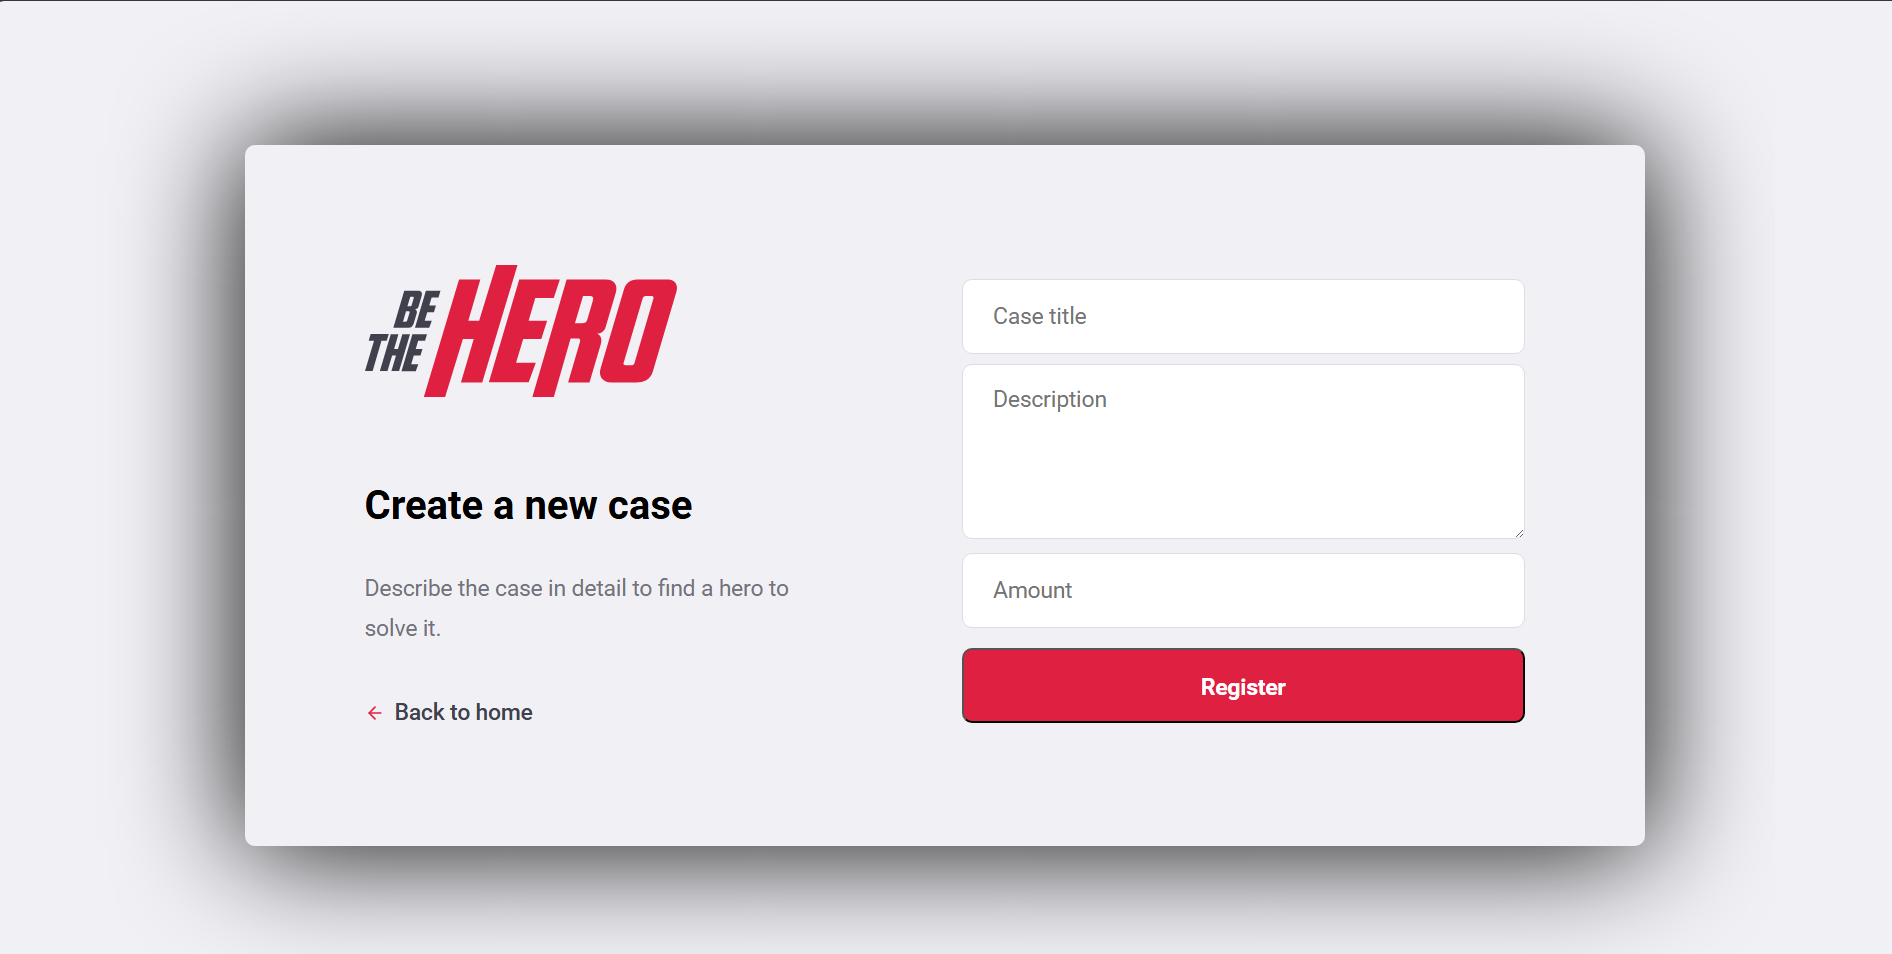 BE
THE
HERO
Create a new case
Describe the case in detail to find a hero to
solve it.
Back to home
Case title
Description
Amount
Register